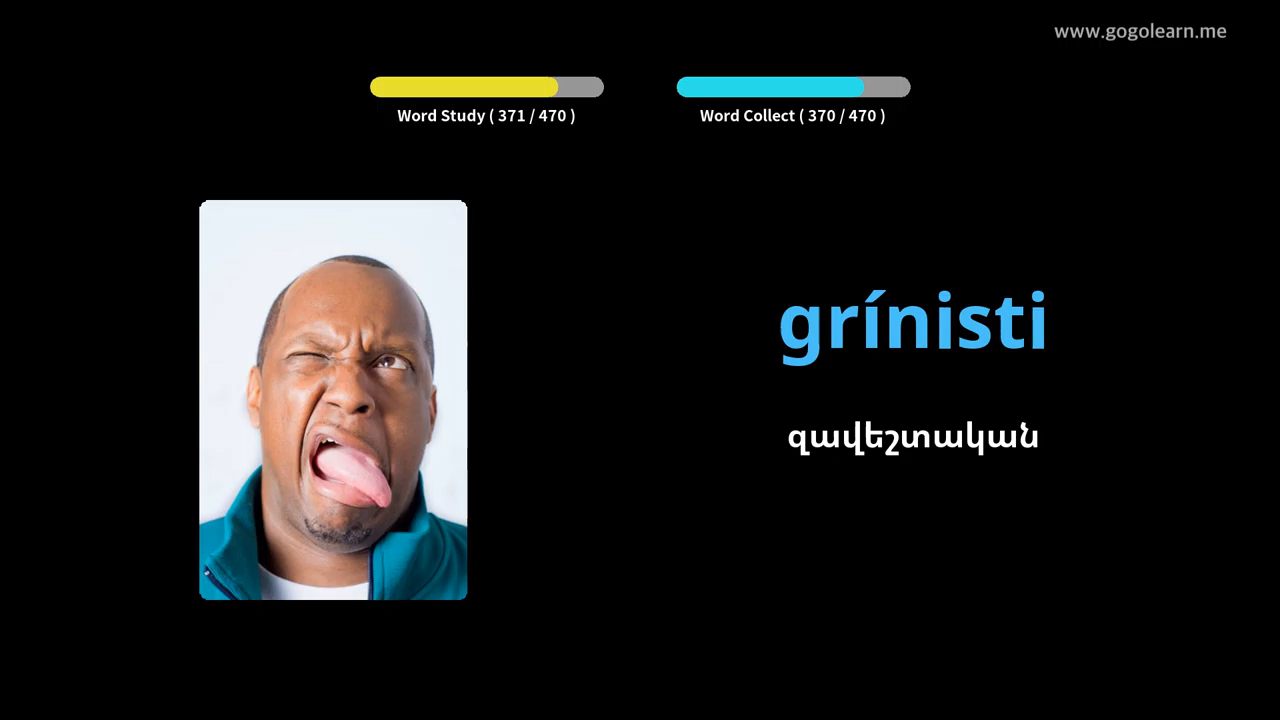 www.gogolearn.me
Word Study ( 371 / 470 )
Word Collect ( 370 / 470 )
grínisti
զավեշտական